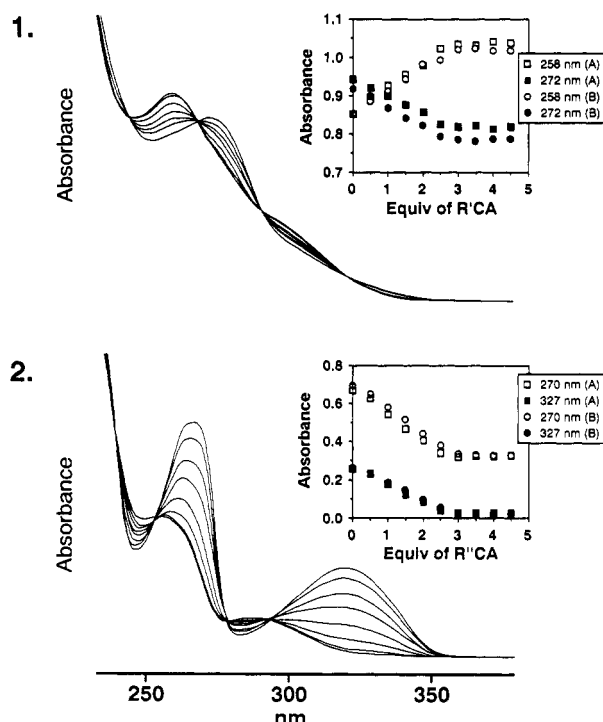 1.
Absorbance
Absorbance
1.1
1.0
0.9
0.8
0.7
0 1 2 3 4 5
Equiv of R'CA
258 nm (A)
272 nm (A)
258 nm (B)
272 nm (B)
2.
Absorbance
Absorbance
0.8
0.6
0.4
0.2
0.0
0 1 2 3 4 5
Equiv of R''CA
270 nm (A)
327 nm (A)
270 nm (B)
327 nm (B)
250 300 350
nm